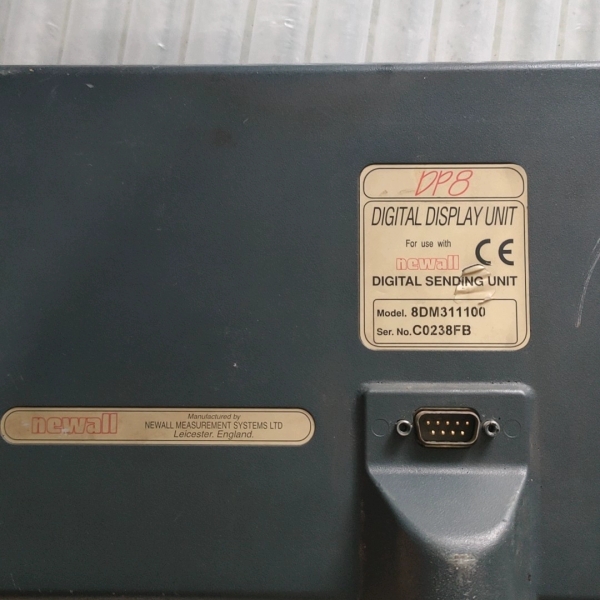 DP8
DIGITAL DISPLAY UNIT
For use with
newall CE
DIGITAL SENDING UNIT
Model. 8DM311100
Ser. No. C0238FB
newall
Manufactured by
NEWALL MEASUREMENT SYSTEMS LTD
Leicester, England.